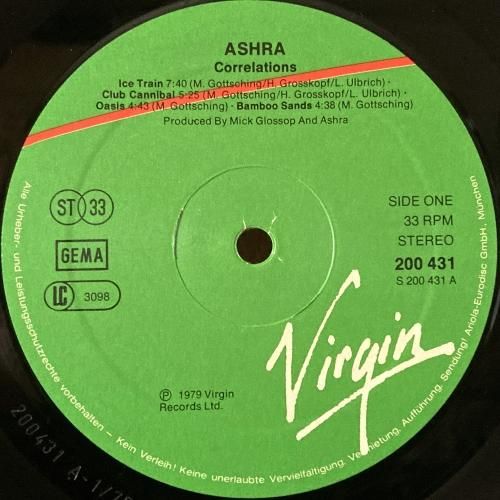 ASHRA
Correlations
Ice Train 7:40 (M. Gottsching/H. Grosskopf/L. Ulbrich) ·
Club Cannibal 5:25 (M. Gottsching/H. Grosskopf/L. Ulbrich) ·
Oasis 4:43 (M. Gottsching) · Bamboo Sands 4:38 (M. Gottsching)
Produced By Mick Glossop And Ashra
ST 33
GEMA
LC 3098
SIDE ONE
33 RPM
STEREO
200 431
S 200 431 A
Virgin
℗ 1979 Virgin
Records Ltd.
Alle Urheber- und Leistungsschutzrechte vorbehalten – Kein Verleih! Keine unerlaubte Vervielfältigung, Vermietung, Aufführung, Sendung! Ariola-Eurodisc GmbH, München
200431 A-1/79